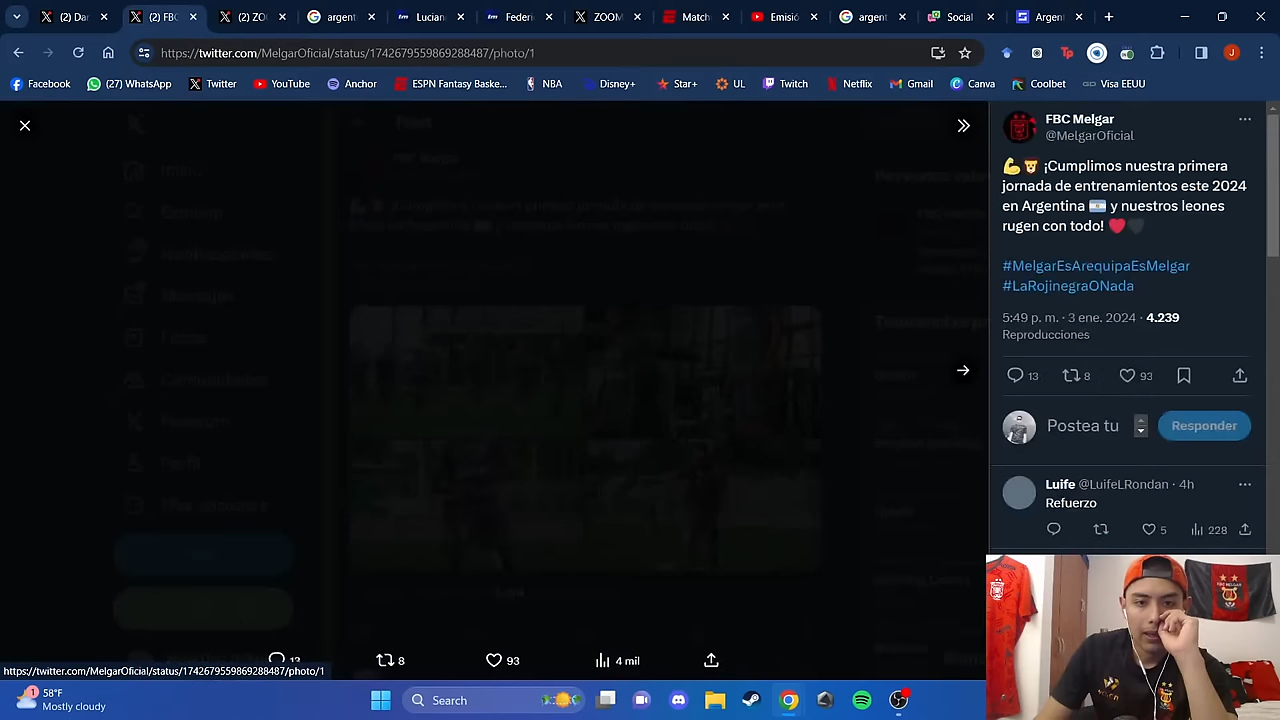 (2) Da
(2) FBC
(2) ZO
argent
Lucian
Federi
ZOOM
Match
Emisió
argent
Social
Argen
https://twitter.com/MelgarOficial/status/1742679559869288487/photo/1
Facebook
(27) WhatsApp
Twitter
YouTube
Anchor
ESPN Fantasy Baske...
NBA
Disney+
Star+
UL
Twitch
Netflix
Gmail
Canva
Coolbet
Visa EEUU
FBC Melgar
@MelgarOficial
¡Cumplimos nuestra primera
jornada de entrenamientos este 2024
en Argentina 🇦🇷 y nuestros leones
rugen con todo!
#MelgarEsArequipaEsMelgar
#LaRojinegraONada
5:49 p. m. · 3 ene. 2024 · 4.239
Reproducciones
13 8 93
Postea tu
Responder
Luife @LuifeLRondan · 4h
Refuerzo
5 228
13 8 93 4 mil
https://twitter.com/MelgarOficial/status/1742679559869288487/photo/1
1
58°F
Mostly cloudy
Search
FBC MELGAR